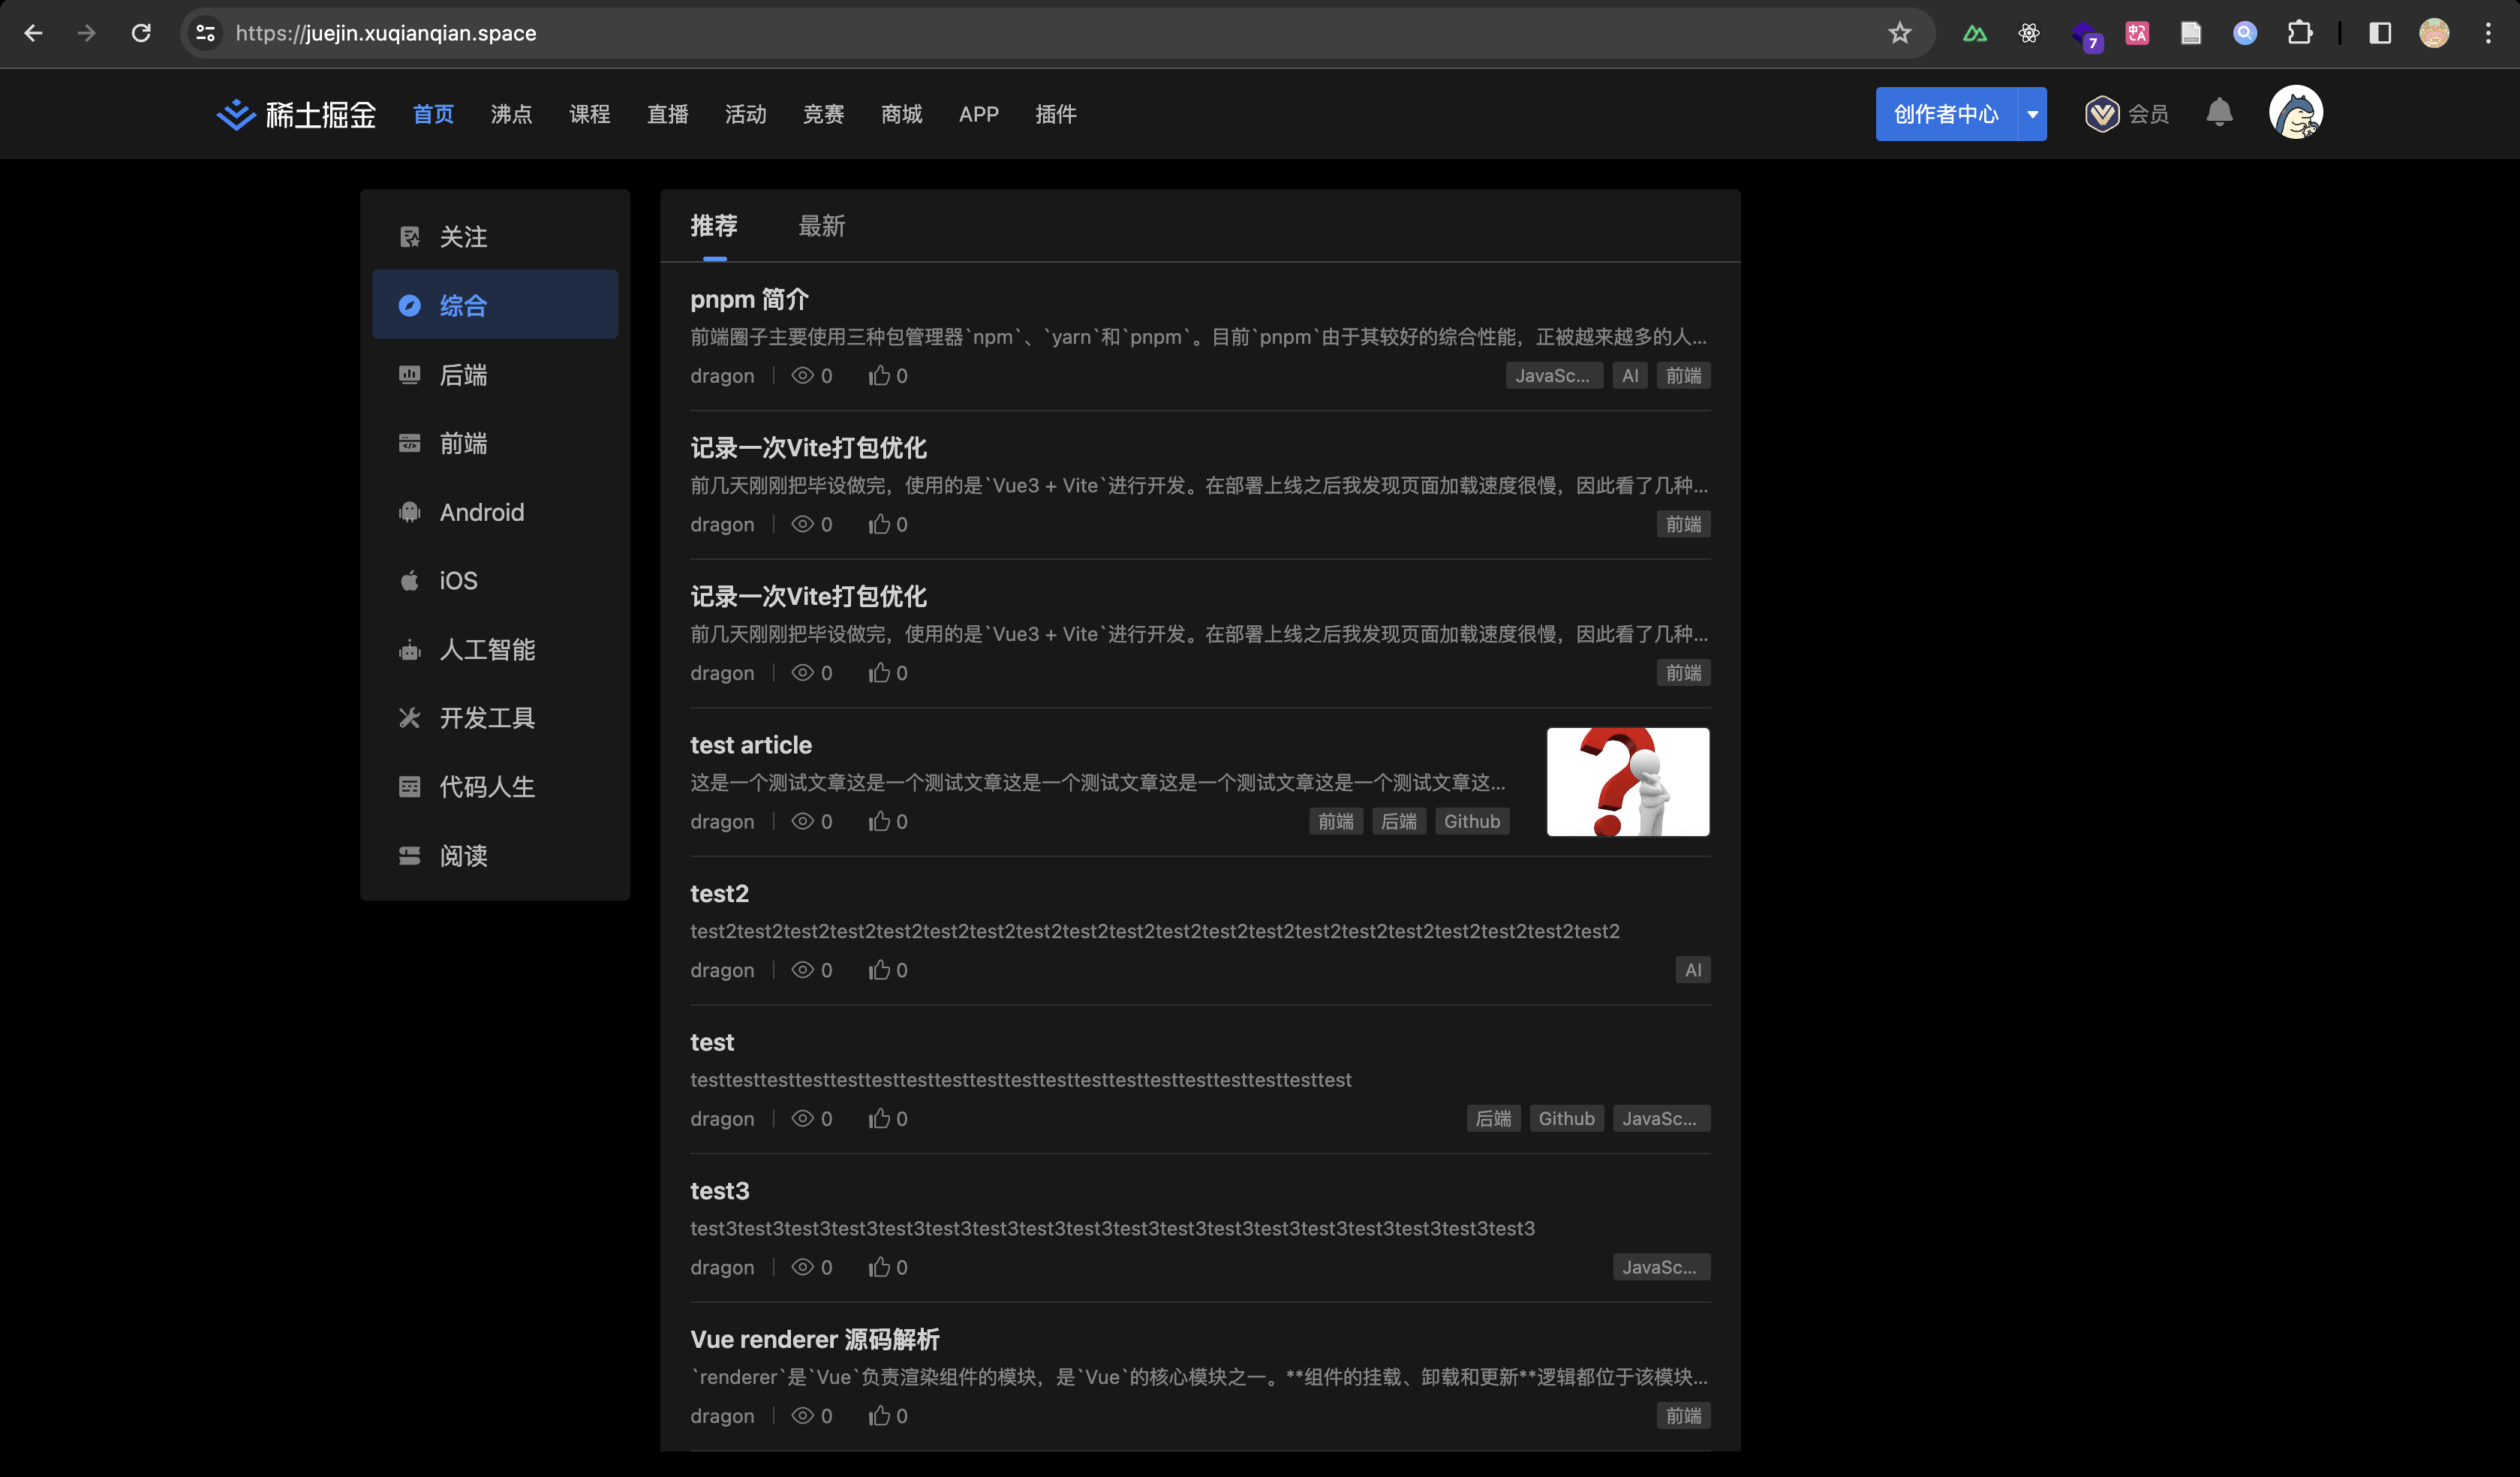 https://juejin.xuqianqian.space
7
中A
稀土掘金 首页 沸点 课程 直播 活动 竞赛 商城 APP 插件 创作者中心 会员
关注
综合
后端
前端
Android
iOS
人工智能
开发工具
代码人生
阅读
推荐 最新
pnpm 简介
前端圈子主要使用三种包管理器`npm`、`yarn`和`pnpm`。目前`pnpm`由于其较好的综合性能，正被越来越多的人...
dragon 0 0 JavaSc... AI 前端
记录一次Vite打包优化
前几天刚刚把毕设做完，使用的是`Vue3 + Vite`进行开发。在部署上线之后我发现页面加载速度很慢，因此看了几种...
dragon 0 0 前端
记录一次Vite打包优化
前几天刚刚把毕设做完，使用的是`Vue3 + Vite`进行开发。在部署上线之后我发现页面加载速度很慢，因此看了几种...
dragon 0 0 前端
test article
这是一个测试文章这是一个测试文章这是一个测试文章这是一个测试文章这是一个测试文章这...
dragon 0 0 前端 后端 Github
test2
test2test2test2test2test2test2test2test2test2test2test2test2test2test2test2test2test2test2test2test2
dragon 0 0 AI
test
testtesttesttesttesttesttesttesttesttesttesttesttesttesttesttesttesttesttest
dragon 0 0 后端 Github JavaSc...
test3
test3test3test3test3test3test3test3test3test3test3test3test3test3test3test3test3test3test3
dragon 0 0 JavaSc...
Vue renderer 源码解析
`renderer`是`Vue`负责渲染组件的模块，是`Vue`的核心模块之一。**组件的挂载、卸载和更新**逻辑都位于该模块...
dragon 0 0 前端